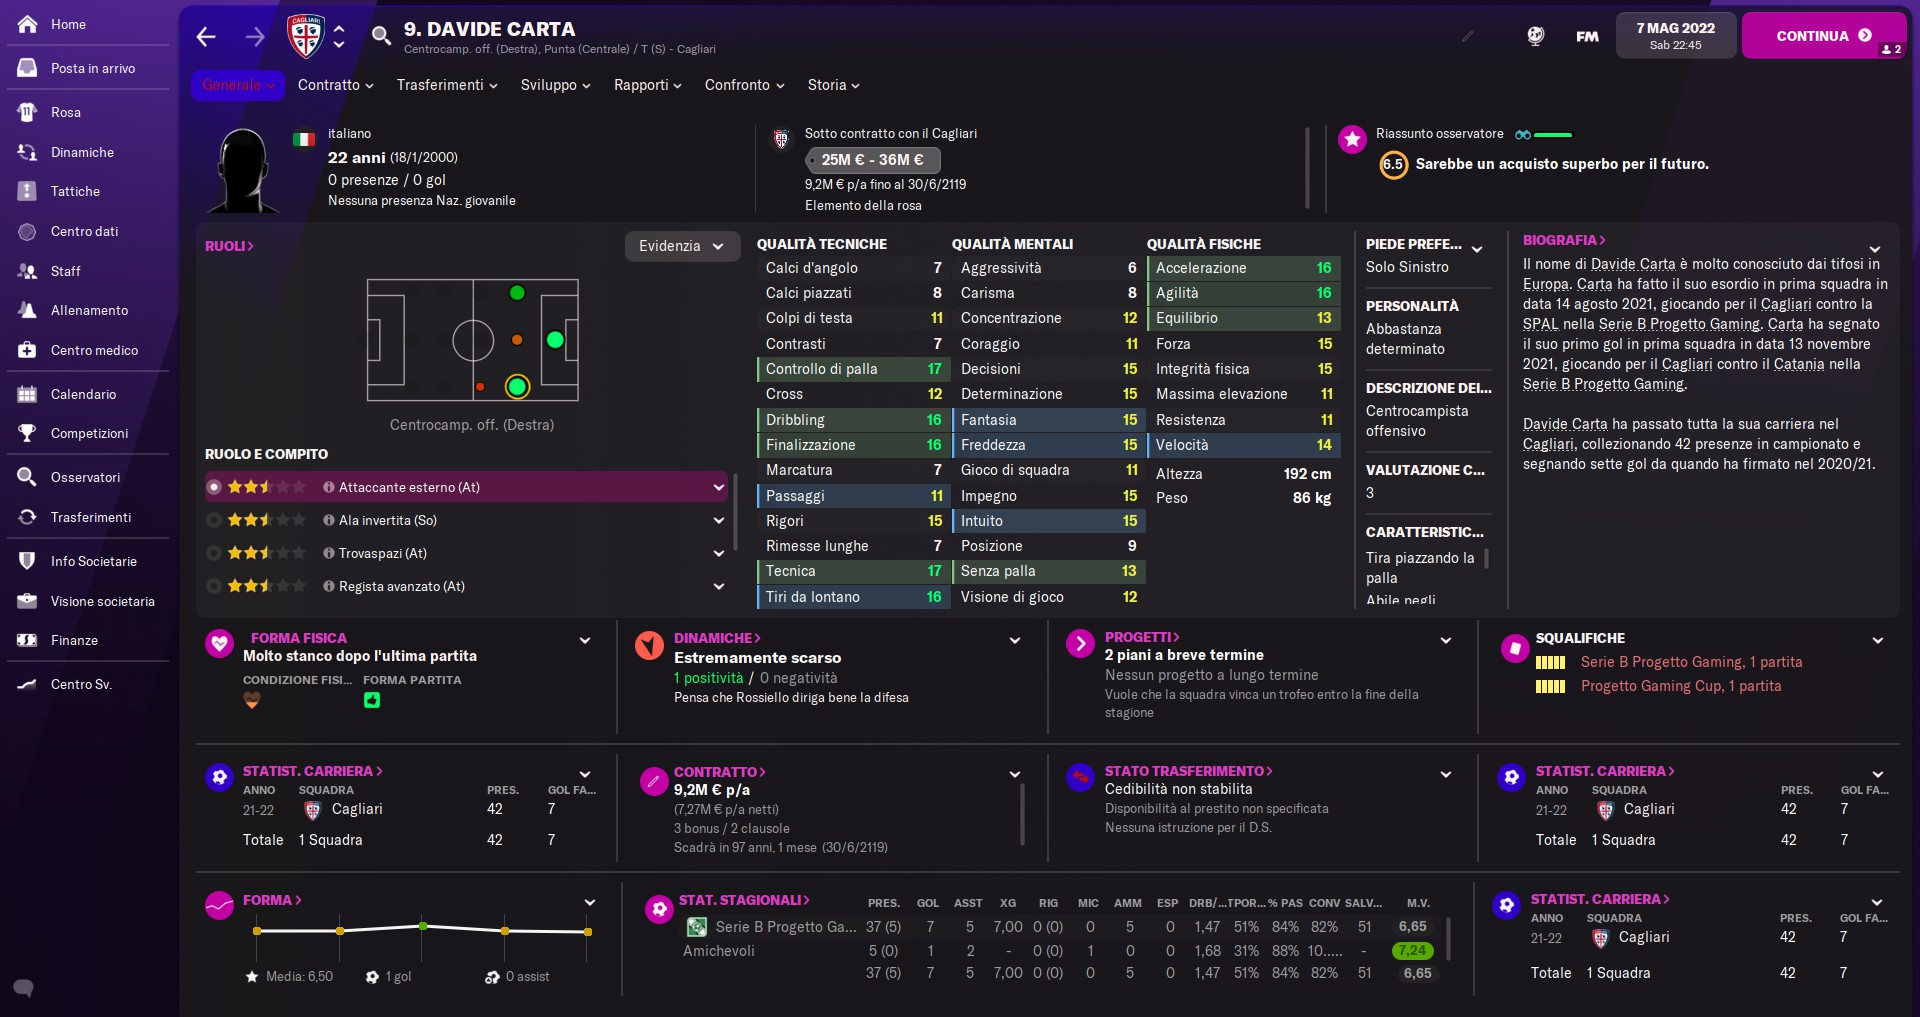 Home
Posta in arrivo
Rosa
Dinamiche
Tattiche
Centro dati
Staff
Allenamento
Centro medico
Calendario
Competizioni
Osservatori
Trasferimenti
Info Societarie
Visione societaria
Finanze
Centro Sv.
9. DAVIDE CARTA
Centrocamp. off. (Destra), Punta (Centrale) / T (S) - Cagliari
FM
7 MAG 2022
Sab 22:45
CONTINUA
2
Generale
Contratto
Trasferimenti
Sviluppo
Rapporti
Confronto
Storia
italiano
22 anni (18/1/2000)
0 presenze / 0 gol
Nessuna presenza Naz. giovanile
Sotto contratto con il Cagliari
25M € - 36M €
9,2M € p/a fino al 30/6/2119
Elemento della rosa
Riassunto osservatore
6.5 Sarebbe un acquisto superbo per il futuro.
RUOLI
Evidenzia
Centrocamp. off. (Destra)
RUOLO E COMPITO
Attaccante esterno (At)
Ala invertita (So)
Trovaspazi (At)
Regista avanzato (At)
QUALITÀ TECNICHE
Calci d'angolo 7
Calci piazzati 8
Colpi di testa 11
Contrasti 7
Controllo di palla 17
Cross 12
Dribbling 16
Finalizzazione 16
Marcatura 7
Passaggi 11
Rigori 15
Rimesse lunghe 7
Tecnica 17
Tiri da lontano 16
QUALITÀ MENTALI
Aggressività 6
Carisma 8
Concentrazione 12
Coraggio 11
Decisioni 15
Determinazione 15
Fantasia 15
Freddezza 15
Gioco di squadra 11
Impegno 15
Intuito 15
Posizione 9
Senza palla 13
Visione di gioco 12
QUALITÀ FISICHE
Accelerazione 16
Agilità 16
Equilibrio 13
Forza 15
Integrità fisica 15
Massima elevazione 11
Resistenza 11
Velocità 14
Altezza 192 cm
Peso 86 kg
PIEDE PREFE...
Solo Sinistro
PERSONALITÀ
Abbastanza
determinato
DESCRIZIONE DEI...
Centrocampista
offensivo
VALUTAZIONE C...
3
CARATTERISTIC...
Tira piazzando la
palla
Abile negli
BIOGRAFIA
Il nome di Davide Carta è molto conosciuto dai tifosi in
Europa. Carta ha fatto il suo esordio in prima squadra in
data 14 agosto 2021, giocando per il Cagliari contro la
SPAL nella Serie B Progetto Gaming. Carta ha segnato
il suo primo gol in prima squadra in data 13 novembre
2021, giocando per il Cagliari contro il Catania nella
Serie B Progetto Gaming.
Davide Carta ha passato tutta la sua carriera nel
Cagliari, collezionando 42 presenze in campionato e
segnando sette gol da quando ha firmato nel 2020/21.
FORMA FISICA
Molto stanco dopo l'ultima partita
CONDIZIONE FISI... FORMA PARTITA
DINAMICHE
Estremamente scarso
1 positività / 0 negatività
Pensa che Rossiello diriga bene la difesa
PROGETTI
2 piani a breve termine
Nessun progetto a lungo termine
Vuole che la squadra vinca un trofeo entro la fine della
stagione
SQUALIFICHE
Serie B Progetto Gaming, 1 partita
Progetto Gaming Cup, 1 partita
STATIST. CARRIERA
ANNO SQUADRA PRES. GOL FA...
21-22 Cagliari 42 7
Totale 1 Squadra 42 7
CONTRATTO
9,2M € p/a
(7,27M € p/a netti)
3 bonus / 2 clausole
Scadrà in 97 anni, 1 mese (30/6/2119)
STATO TRASFERIMENTO
Cedibilità non stabilita
Disponibilità al prestito non specificata
Nessuna istruzione per il D.S.
STATIST. CARRIERA
ANNO SQUADRA PRES. GOL FA...
21-22 Cagliari 42 7
Totale 1 Squadra 42 7
FORMA
Media: 6,50 1 gol 0 assist
STAT. STAGIONALI PRES. GOL ASST XG RIG MIC AMM ESP DRB/... TPOR... % PAS CONV SALV... M.V.
Serie B Progetto Ga... 37 (5) 7 5 7,00 0 (0) 0 5 0 1,47 51% 84% 82% 51 6,65
Amichevoli 5 (0) 1 2 - 0 (0) 1 0 0 1,68 31% 88% 10..... - 7,24
37 (5) 7 5 7,00 0 (0) 0 5 0 1,47 51% 84% 82% 51 6,65
STATIST. CARRIERA
ANNO SQUADRA PRES. GOL FA...
21-22 Cagliari 42 7
Totale 1 Squadra 42 7